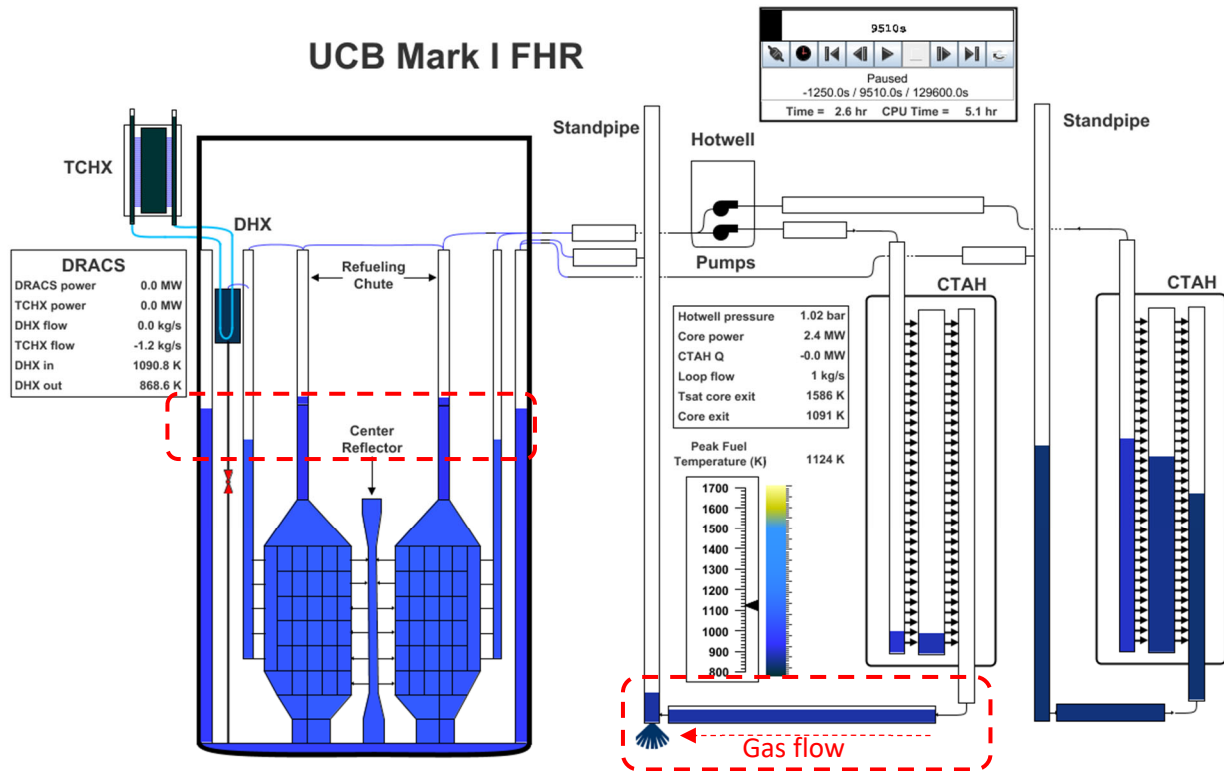 UCB Mark I FHR
9510s
Paused
-1250.0s / 9510.0s / 129600.0s
Time = 2.6 hr CPU Time = 5.1 hr
Standpipe
Hotwell
Standpipe
TCHX
DHX
Pumps
Refueling
Chute
CTAH
CTAH
DRACS
DRACS power 0.0 MW
TCHX power 0.0 MW
DHX flow 0.0 kg/s
TCHX flow -1.2 kg/s
DHX in 1090.8 K
DHX out 868.6 K
Hotwell pressure 1.02 bar
Core power 2.4 MW
CTAH Q -0.0 MW
Loop flow 1 kg/s
Tsat core exit 1586 K
Core exit 1091 K
Center
Reflector
Peak Fuel
Temperature (K) 1124 K
1700
1600
1500
1400
1300
1200
1100
1000
900
800
Gas flow